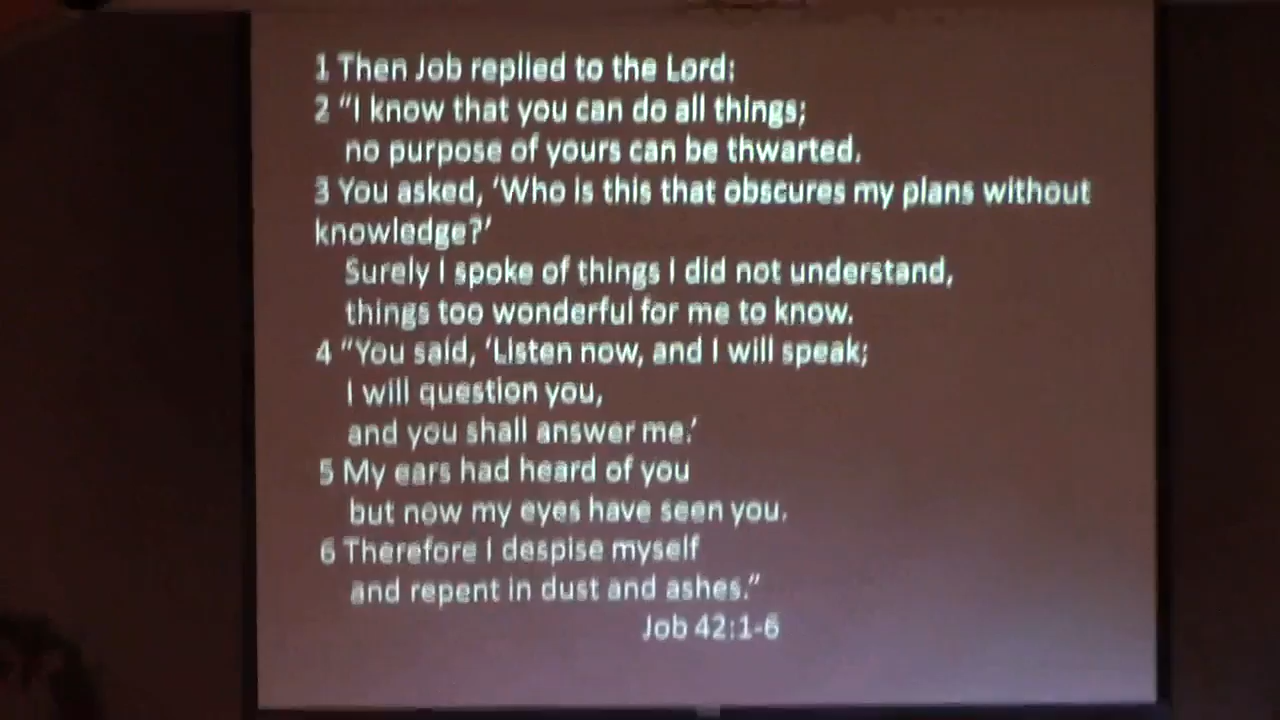 1 Then Job replied to the Lord:
2 “I know that you can do all things;
no purpose of yours can be thwarted.
3 You asked, ‘Who is this that obscures my plans without
knowledge?’
Surely I spoke of things I did not understand,
things too wonderful for me to know.
4 “You said, ‘Listen now, and I will speak;
I will question you,
and you shall answer me.’
5 My ears had heard of you
but now my eyes have seen you.
6 Therefore I despise myself
and repent in dust and ashes.”
Job 42:1-6